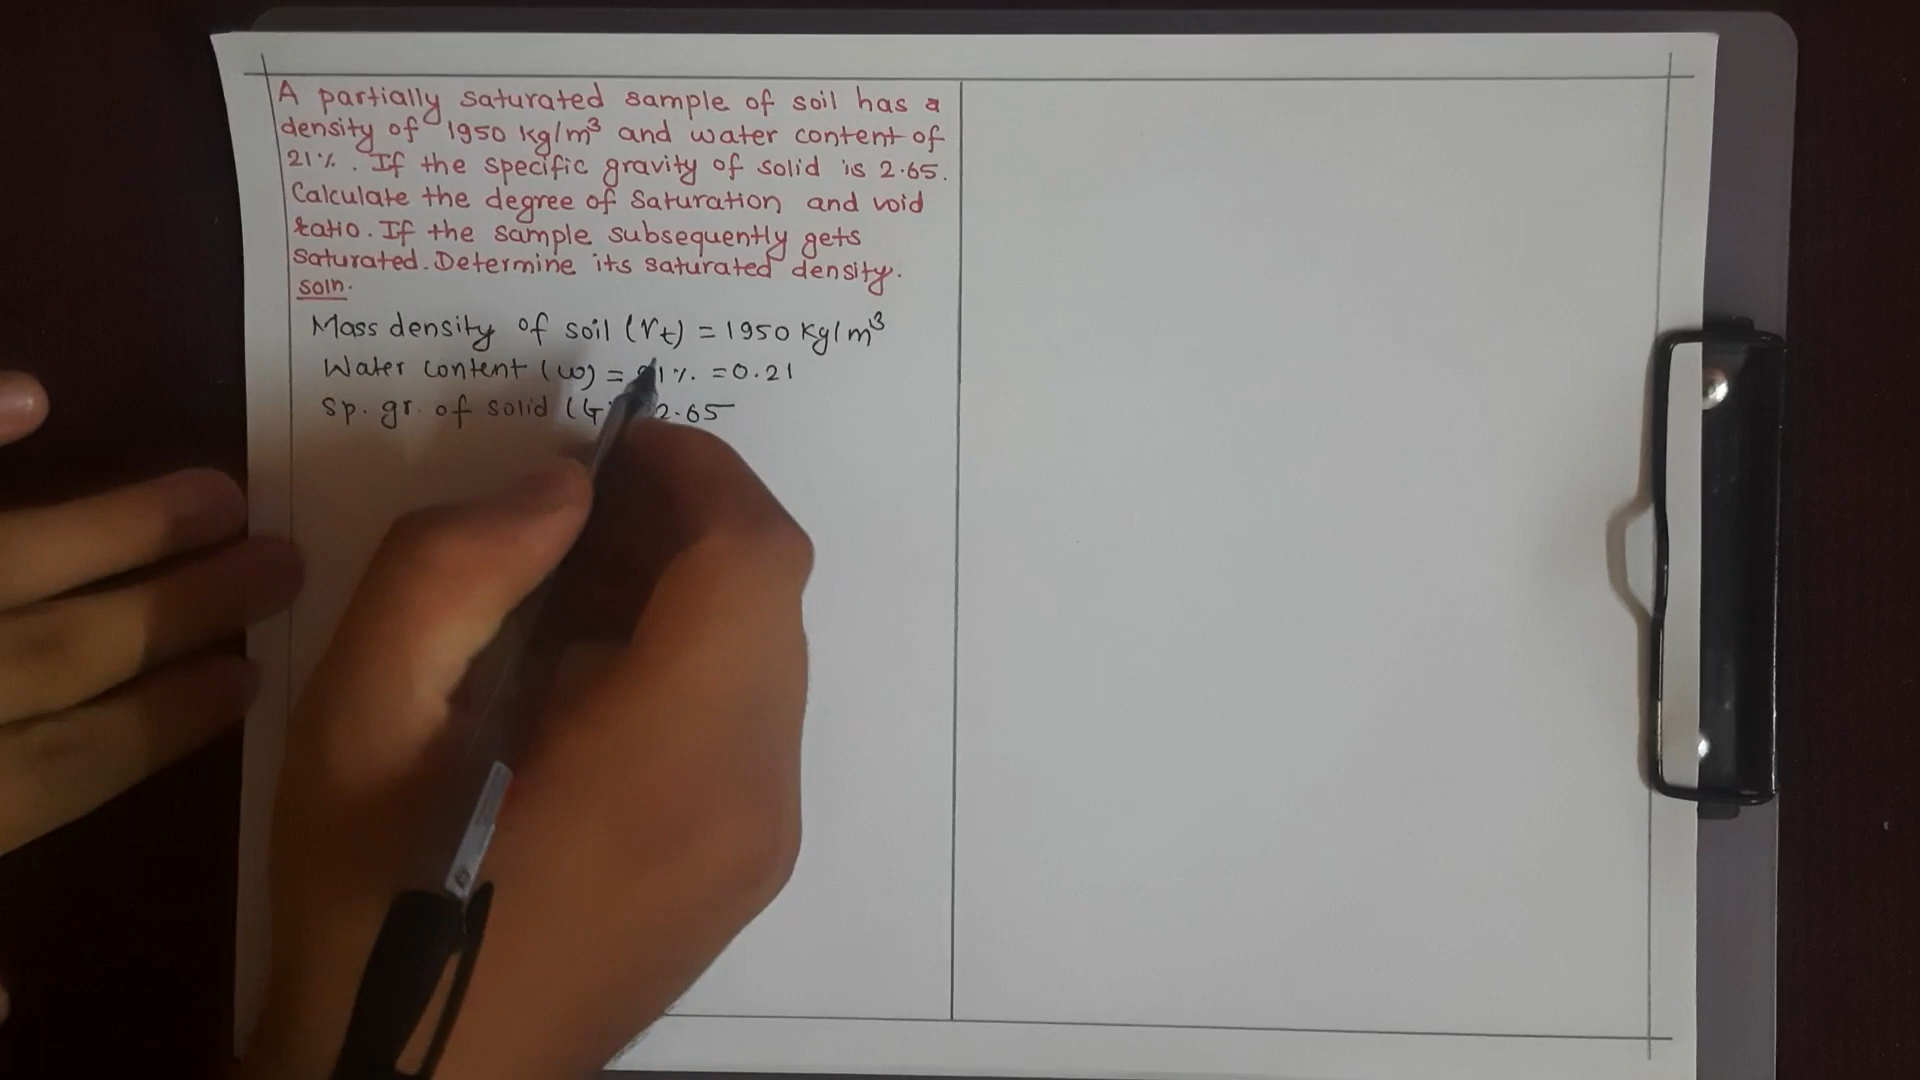 A partially saturated sample of soil has a
density of 1950 kg/m³ and water content of
21%. If the specific gravity of solid is 2.65.
Calculate the degree of Saturation and void
ratio. If the sample subsequently gets
saturated. Determine its saturated density.
soln.
Mass density of soil (γt) = 1950 Kg/m³
Water content (w) = 21% = 0.21
Sp. gr. of solid (G 2.65